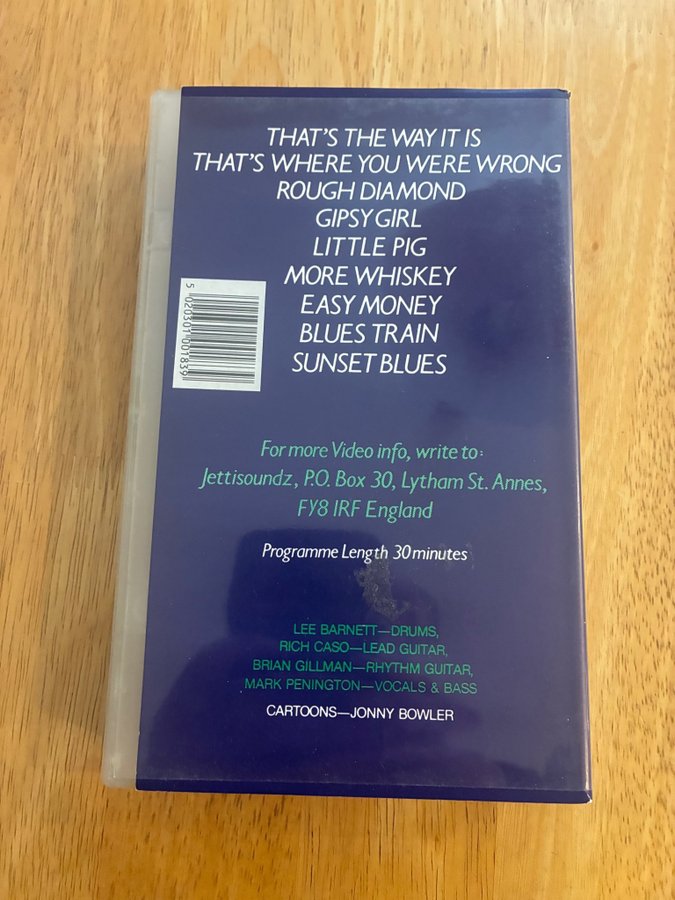 THAT'S THE WAY IT IS
THAT'S WHERE YOU WERE WRONG
ROUGH DIAMOND
GIPSY GIRL
LITTLE PIG
MORE WHISKEY
EASY MONEY
BLUES TRAIN
SUNSET BLUES
5 020301 001839
For more Video info, write to:
Jettisoundz, P.O. Box 30, Lytham St. Annes,
FY8 IRF England
Programme Length 30 minutes
LEE BARNETT—DRUMS,
RICH CASO—LEAD GUITAR,
BRIAN GILLMAN—RHYTHM GUITAR,
MARK PENINGTON—VOCALS & BASS
CARTOONS—JONNY BOWLER